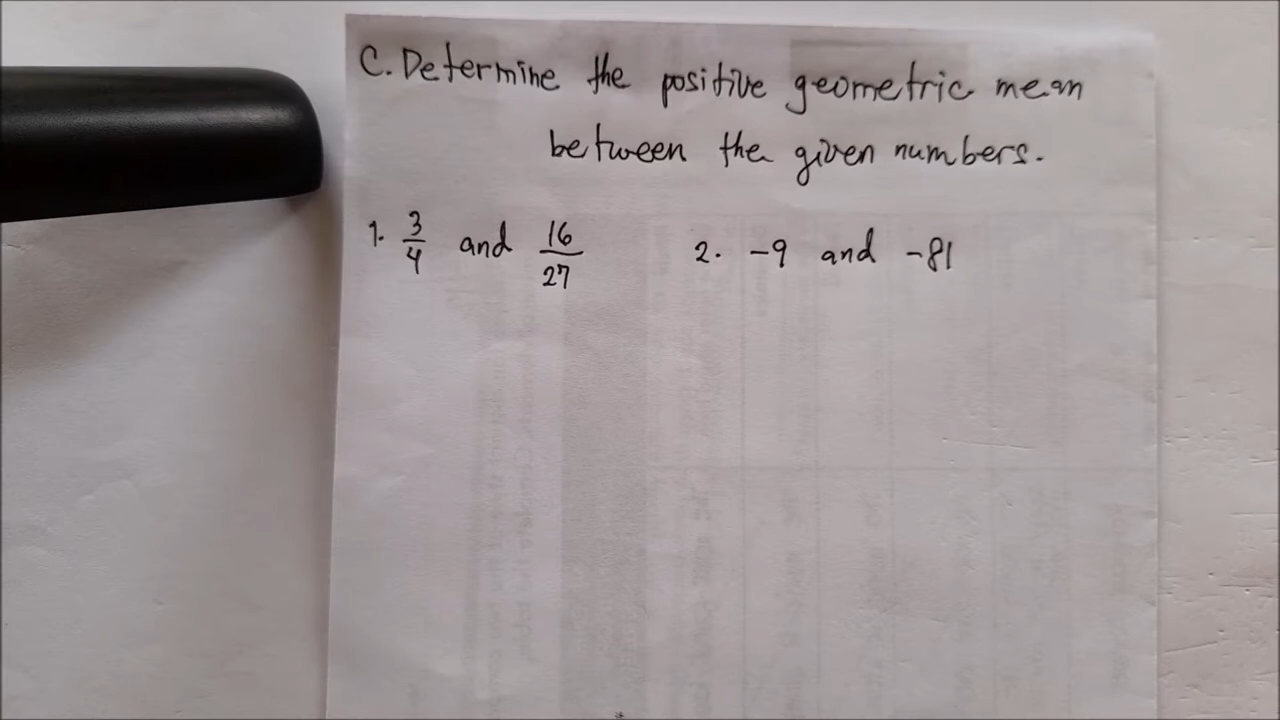 C. Determine the positive geometric mean
between the given numbers.
1. 3/4 and 16/27 2. -9 and -81